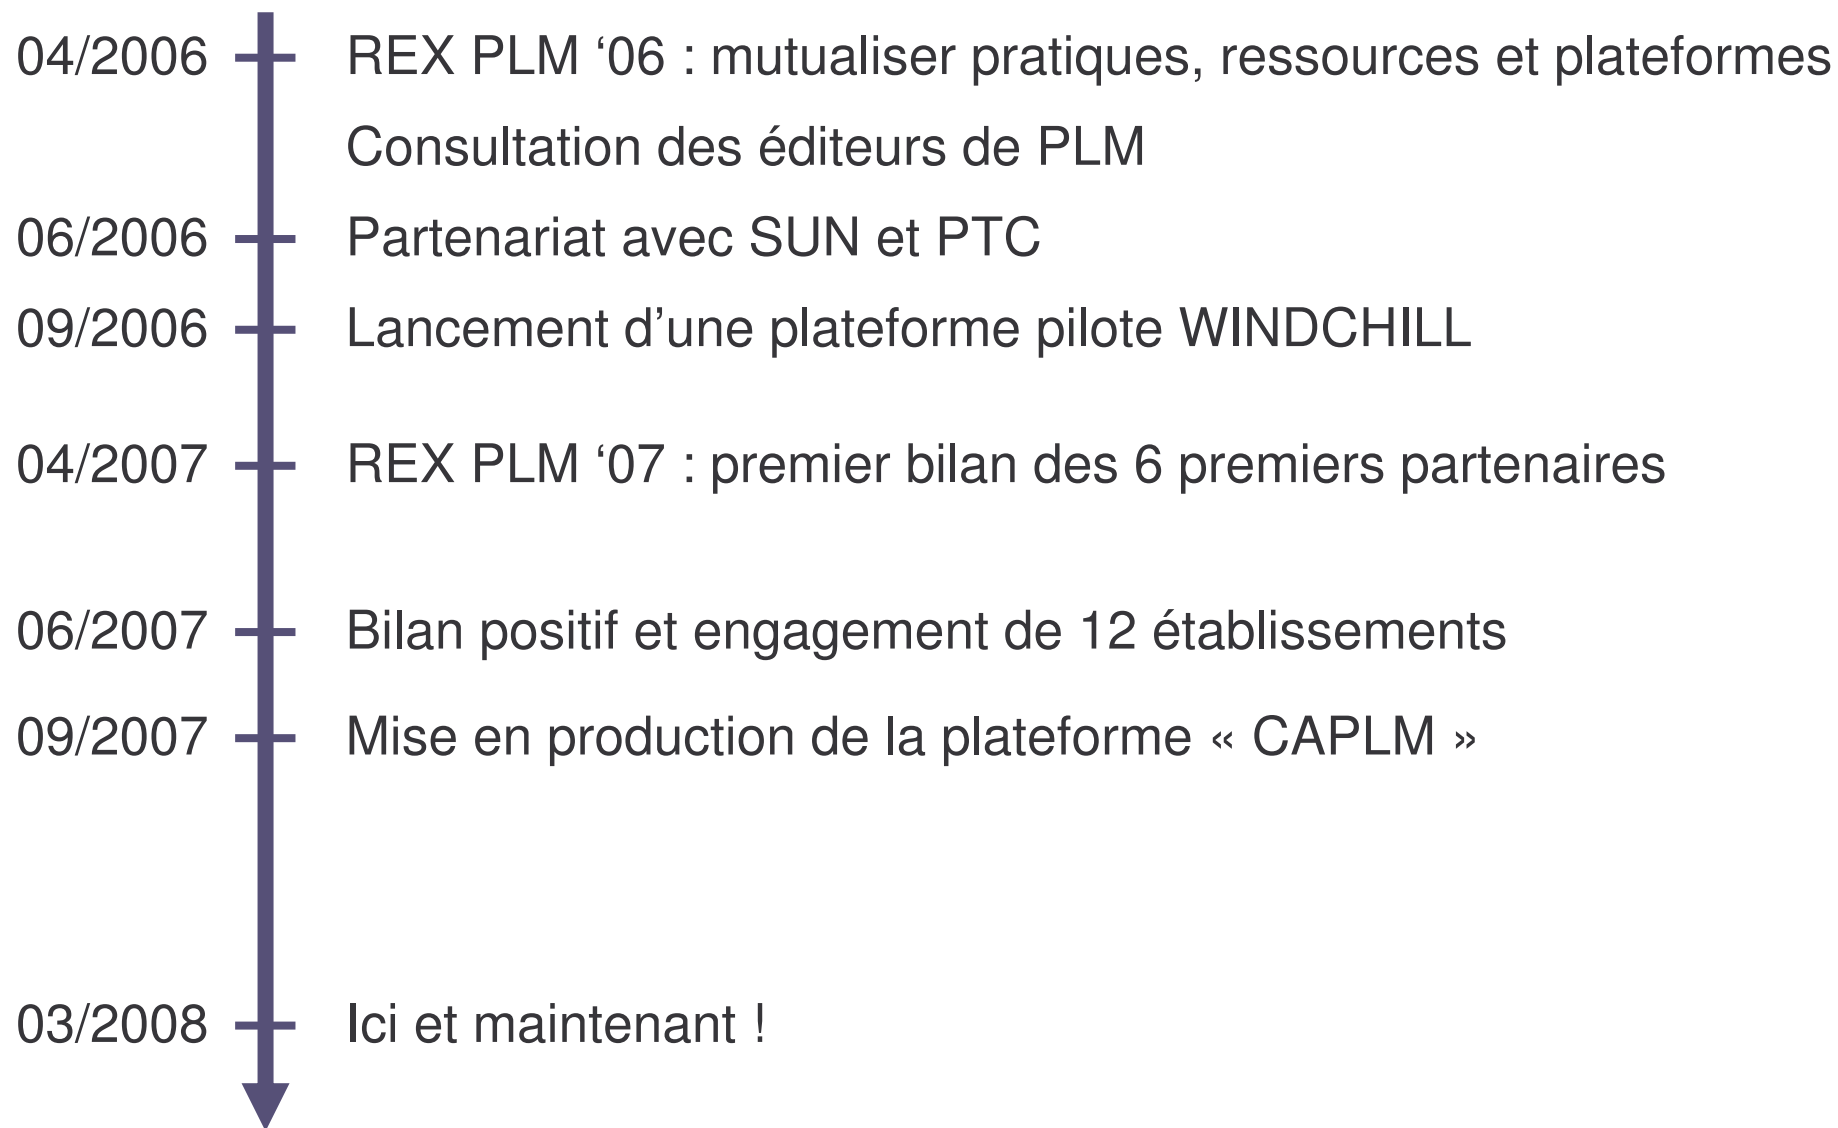 04/2006 REX PLM ‘06 : mutualiser pratiques, ressources et plateformes
Consultation des éditeurs de PLM
06/2006 Partenariat avec SUN et PTC
09/2006 Lancement d’une plateforme pilote WINDCHILL
04/2007 REX PLM ‘07 : premier bilan des 6 premiers partenaires
06/2007 Bilan positif et engagement de 12 établissements
09/2007 Mise en production de la plateforme « CAPLM »
03/2008 Ici et maintenant !